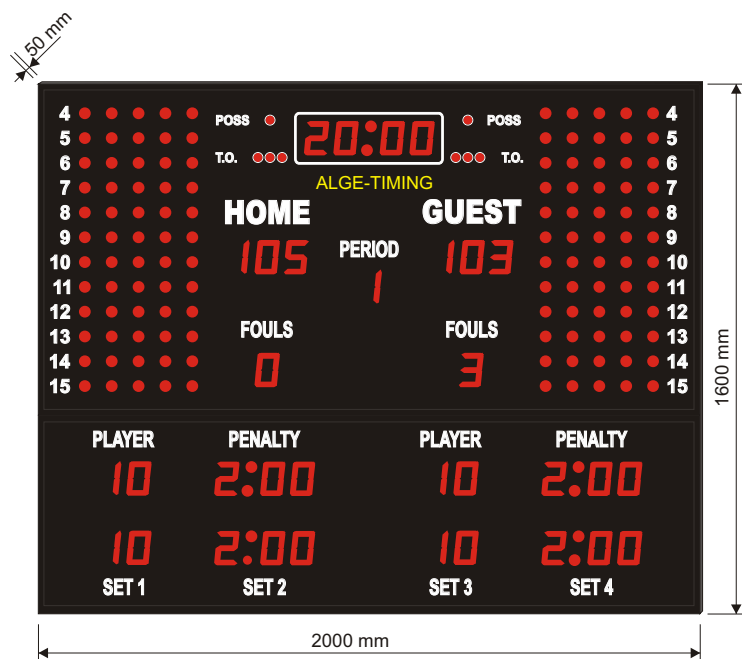 50 mm
4 POSS 20:00 POSS 4
5 5
6 T.O. T.O. 6
7 ALGE-TIMING 7
8 HOME GUEST 8
9 9
10 105 PERIOD 103 10
11 1 11
12 12
13 FOULS FOULS 13
14 0 3 14
15 15
1600 mm
PLAYER PENALTY PLAYER PENALTY
10 2:00 10 2:00
10 2:00 10 2:00
SET 1 SET 2 SET 3 SET 4
2000 mm